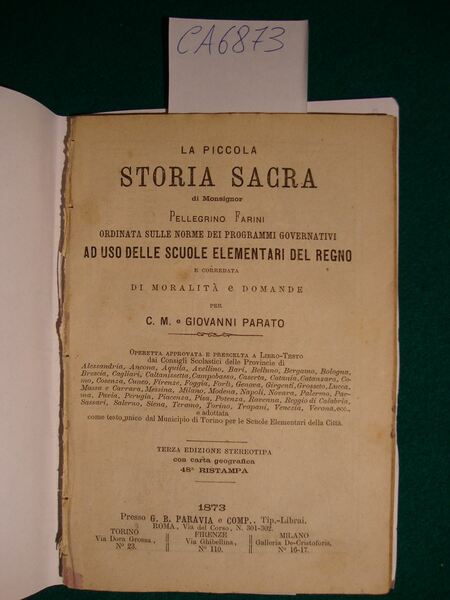 CA6873
LA PICCOLA
STORIA SACRA
di Monsignor
PELLEGRINO FARINI
ORDINATA SULLE NORME DEI PROGRAMMI GOVERNATIVI
AD USO DELLE SCUOLE ELEMENTARI DEL REGNO
E CORREDATA
DI MORALITÀ e DOMANDE
PER
C. M. e GIOVANNI PARATO
OPERETTA APPROVATA E PRESCELTA A LIBRO-TESTO
dai Consigli Scolastici delle Provincie di
Alessandria, Ancona, Aquila, Avellino, Bari, Belluno, Bergamo, Bologna,
Brescia, Cagliari, Caltanissetta, Campobasso, Caserta, Catania, Catanzaro, Co-
mo, Cosenza, Cuneo, Firenze, Foggia, Forlì, Genova, Girgenti, Grosseto, Lucca,
Massa e Carrara, Messina, Milano, Modena, Napoli, Novara, Palermo, Par-
ma, Pavia, Perugia, Piacenza, Pisa, Potenza, Ravenna, Reggio di Calabria,
Sassari, Salerno, Siena, Teramo, Torino, Trapani, Venezia, Verona, ecc.,
e adottata
come testo unico dal Municipio di Torino per le Scuole Elementari della Città.
TERZA EDIZIONE STEREOTIPA
con carta geografica
48ª RISTAMPA
1873
Presso G. B. PARAVIA e COMP., Tip.-Librai.
ROMA, Via del Corso, N. 301-302.
TORINO FIRENZE MILANO
Via Dora Grossa, Via Ghibellina, Galleria De-Cristoforis,
Nº 23. Nº 110. Nº 16-17.